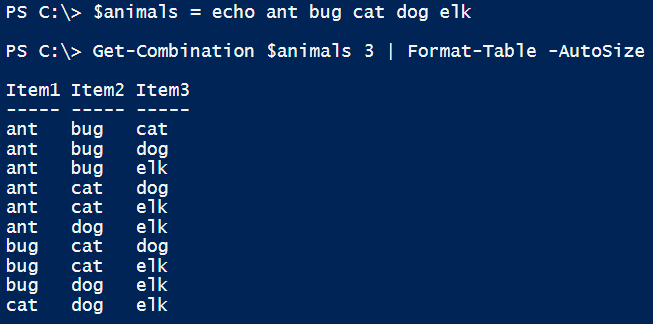 PS C:\> $animals = echo ant bug cat dog elk
PS C:\> Get-Combination $animals 3 | Format-Table -AutoSize
Item1 Item2 Item3
----- ----- -----
ant   bug   cat
ant   bug   dog
ant   bug   elk
ant   cat   dog
ant   cat   elk
ant   dog   elk
bug   cat   dog
bug   cat   elk
bug   dog   elk
cat   dog   elk